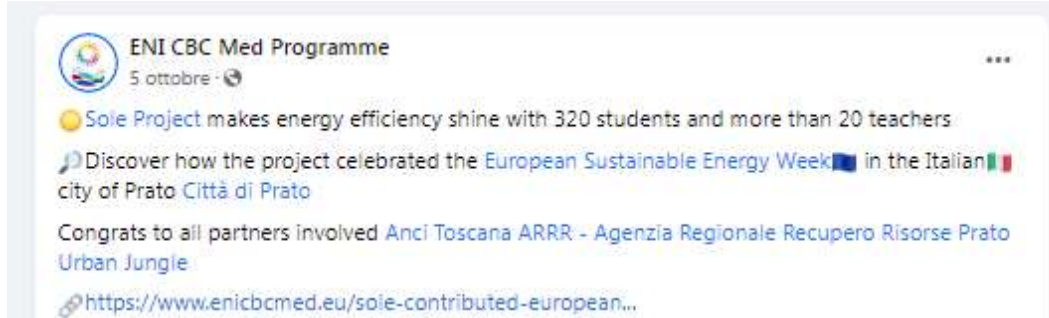 ENI CBC Med Programme
5 ottobre ·
Sole Project makes energy efficiency shine with 320 students and more than 20 teachers
Discover how the project celebrated the European Sustainable Energy Week in the Italian
city of Prato Città di Prato
Congrats to all partners involved Anci Toscana ARRR - Agenzia Regionale Recupero Risorse Prato
Urban Jungle
https://www.enicbcmed.eu/sole-contributed-european...